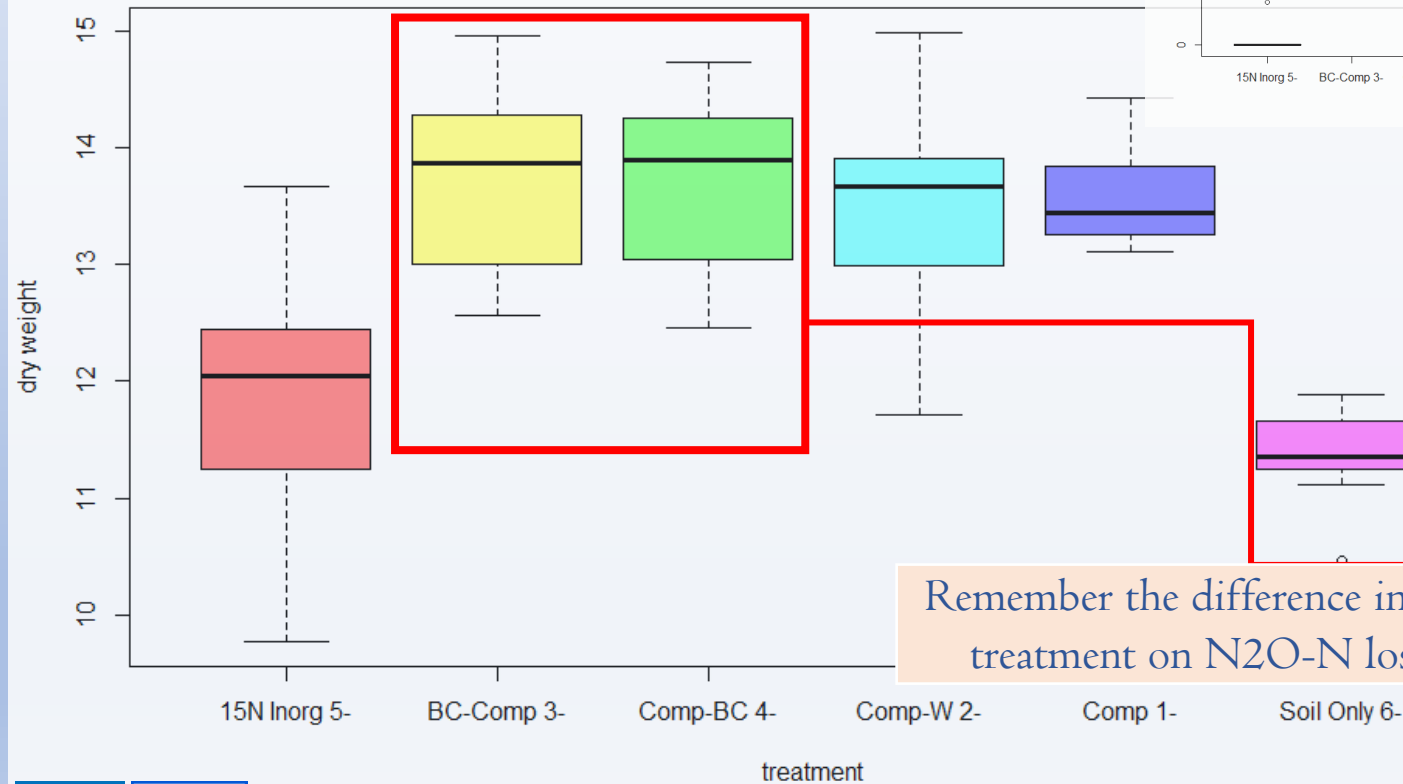 15
14
13
12
11
10
dry weight
0
15N Inorg 5-
BC-Comp 3-
Remember the difference in
treatment on N2O-N
15N Inorg 5-
BC-Comp 3-
Comp-BC 4-
Comp-W 2-
Comp 1-
Soil Only 6-
treatment